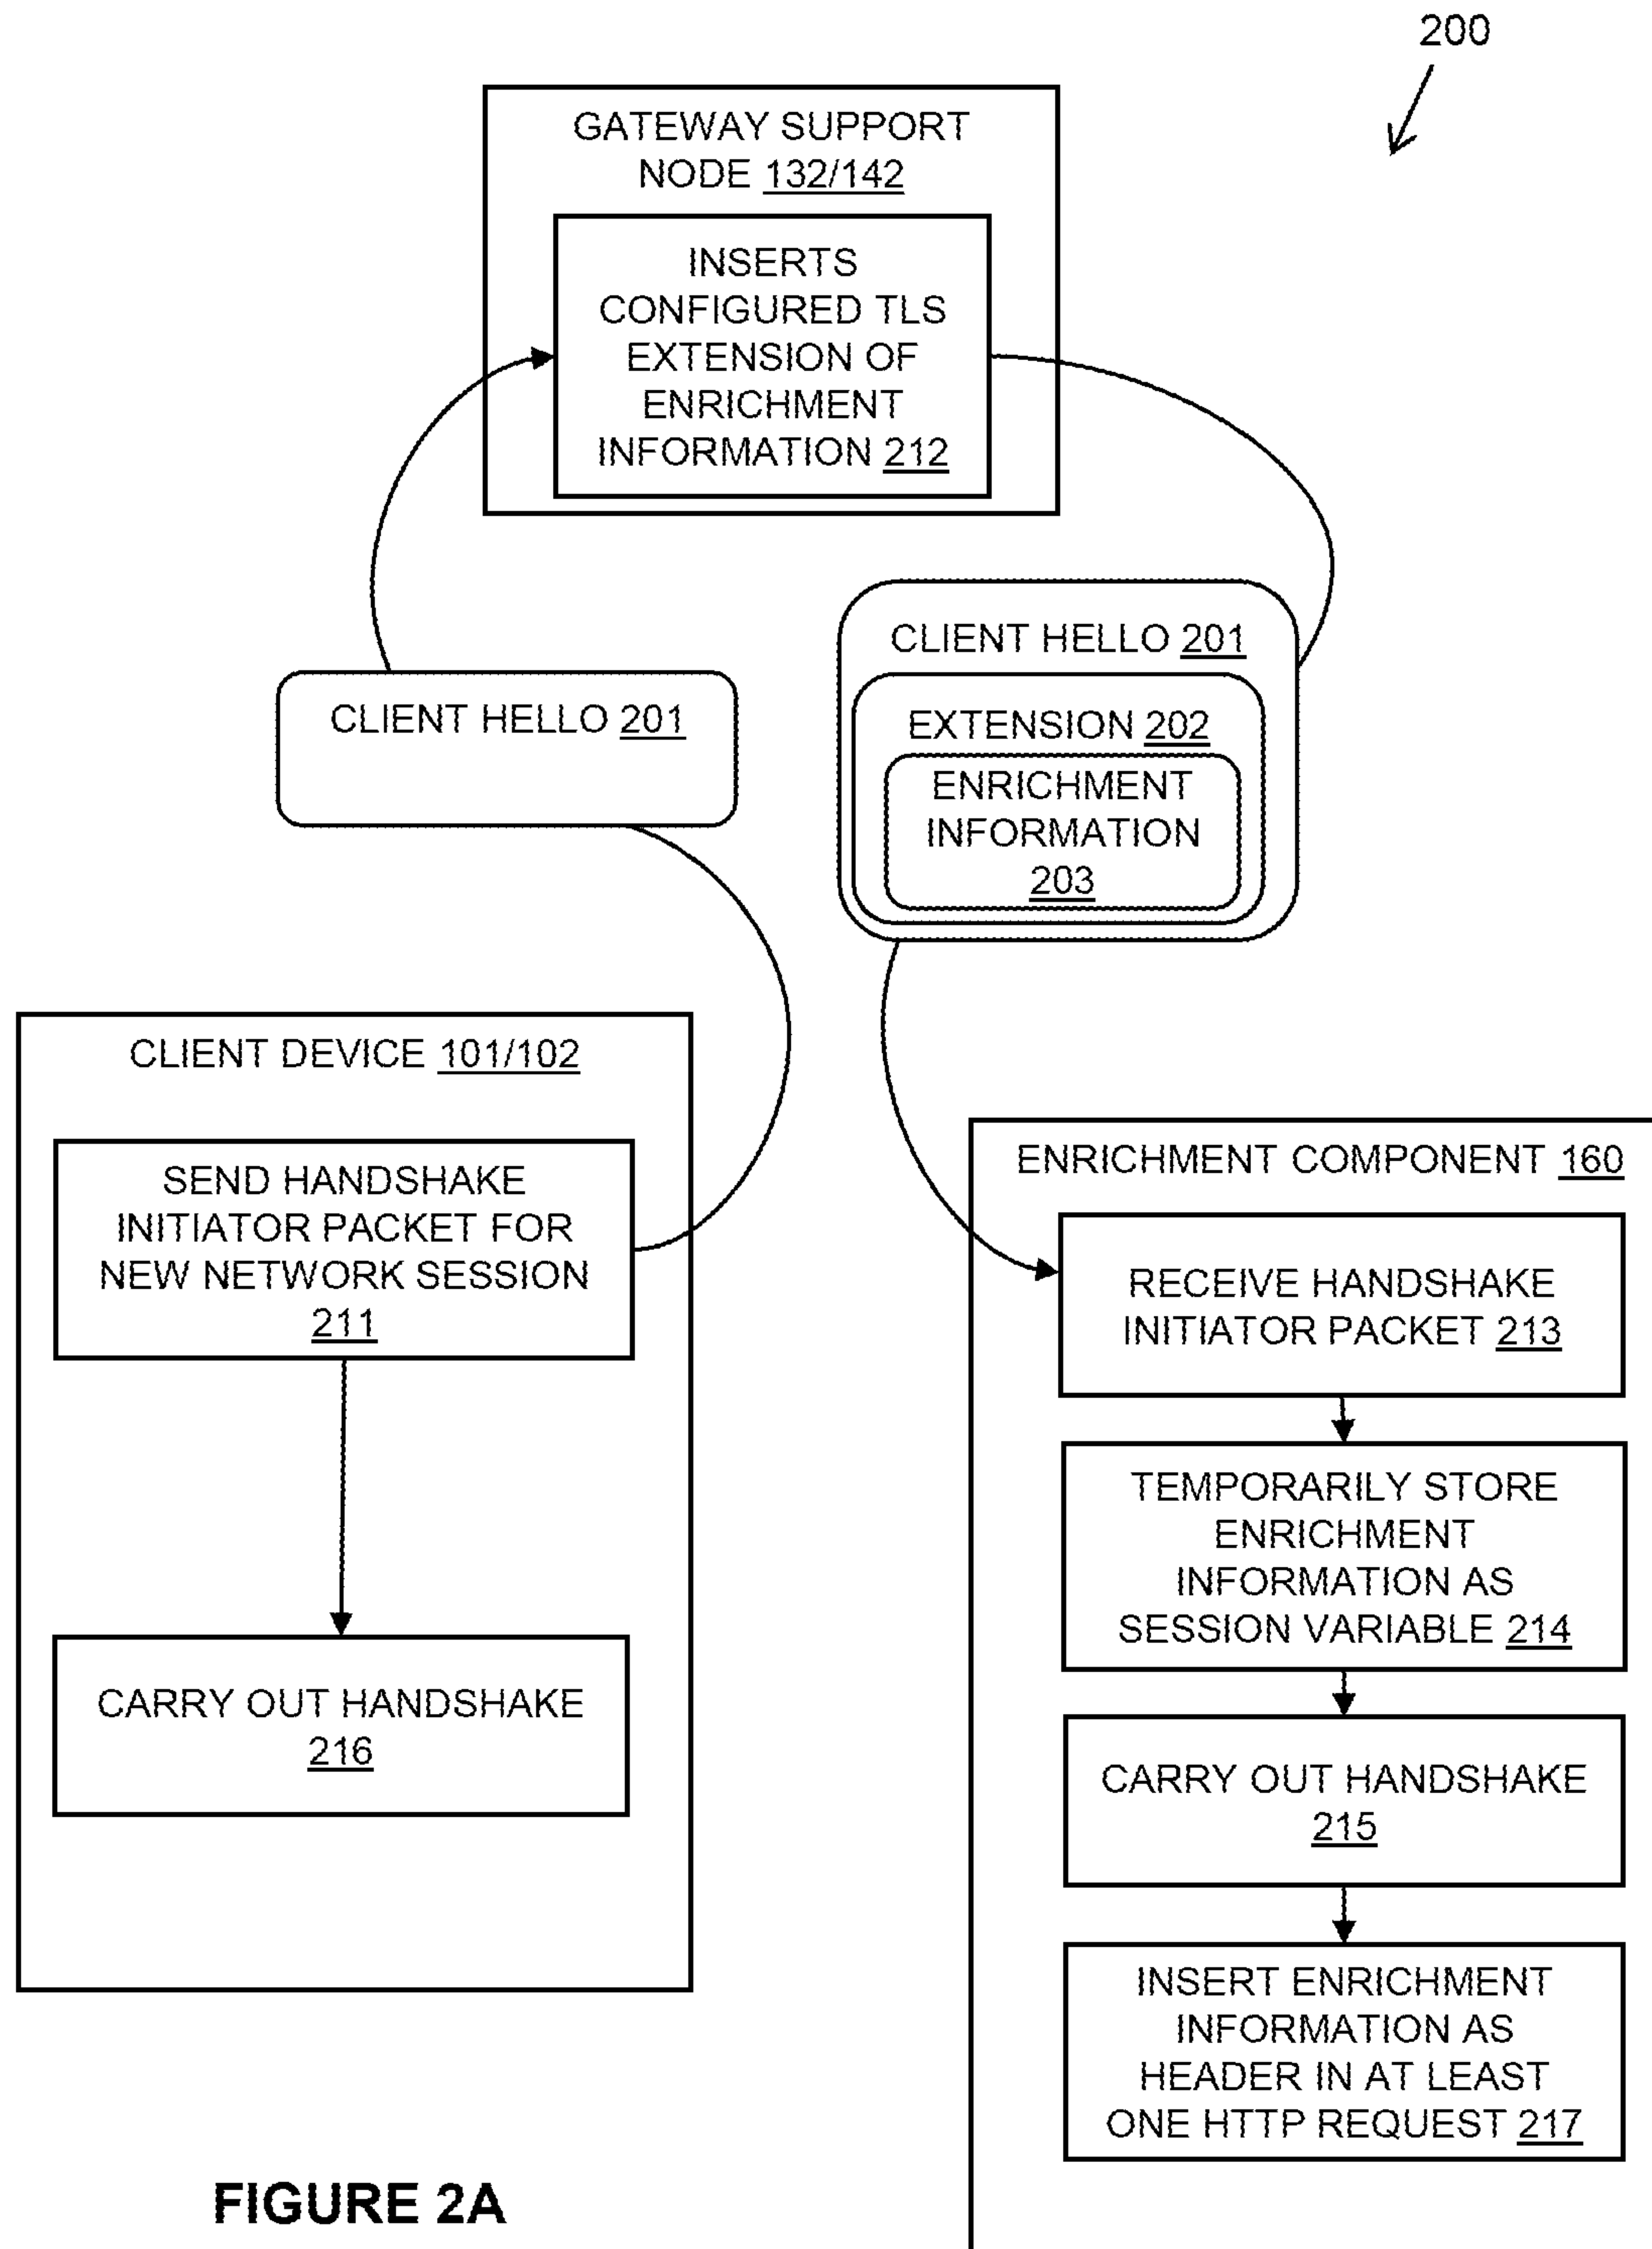 200
GATEWAY SUPPORT
NODE 132/142
INSERTS
CONFIGURED TLS
EXTENSION OF
ENRICHMENT
INFORMATION 212
CLIENT HELLO 201
CLIENT HELLO 201
EXTENSION 202
ENRICHMENT
INFORMATION
203
CLIENT DEVICE 101/102
SEND HANDSHAKE
INITIATOR PACKET FOR
NEW NETWORK SESSION
211
CARRY OUT HANDSHAKE
216
ENRICHMENT COMPONENT 160
RECEIVE HANDSHAKE
INITIATOR PACKET 213
TEMPORARILY STORE
ENRICHMENT
INFORMATION AS
SESSION VARIABLE 214
CARRY OUT HANDSHAKE
215
INSERT ENRICHMENT
INFORMATION AS
HEADER IN AT LEAST
ONE HTTP REQUEST 217
FIGURE 2A